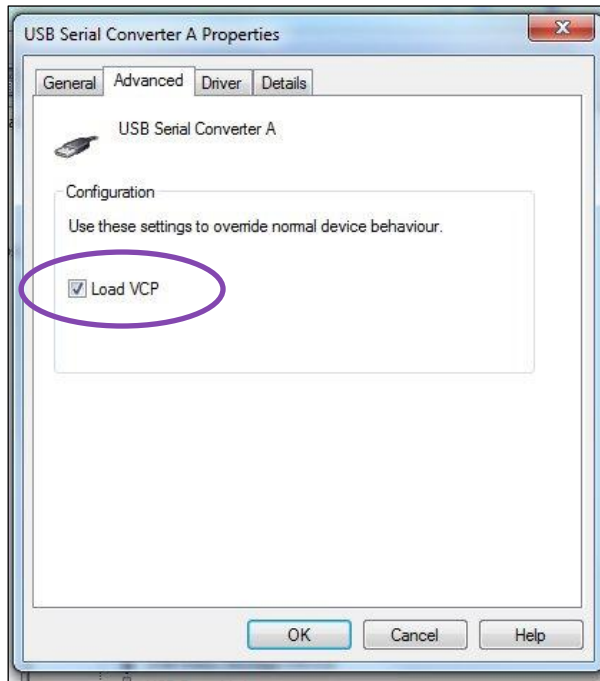 USB Serial Converter A Properties
General Advanced Driver Details
USB Serial Converter A
Configuration
Use these settings to override normal device behaviour.
Load VCP
OK Cancel Help